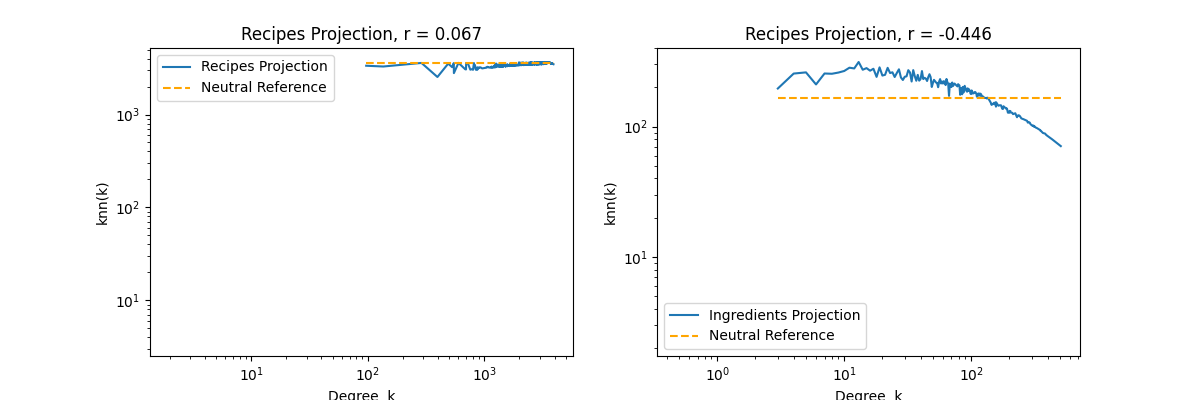 Recipes Projection, r = 0.067
knn(k)
10³
10²
10¹
Recipes Projection
Neutral Reference
10¹
10²
10³
Degree, k
Recipes Projection, r = -0.446
knn(k)
10²
10¹
Ingredients Projection
Neutral Reference
10⁰
10¹
10²
Degree, k